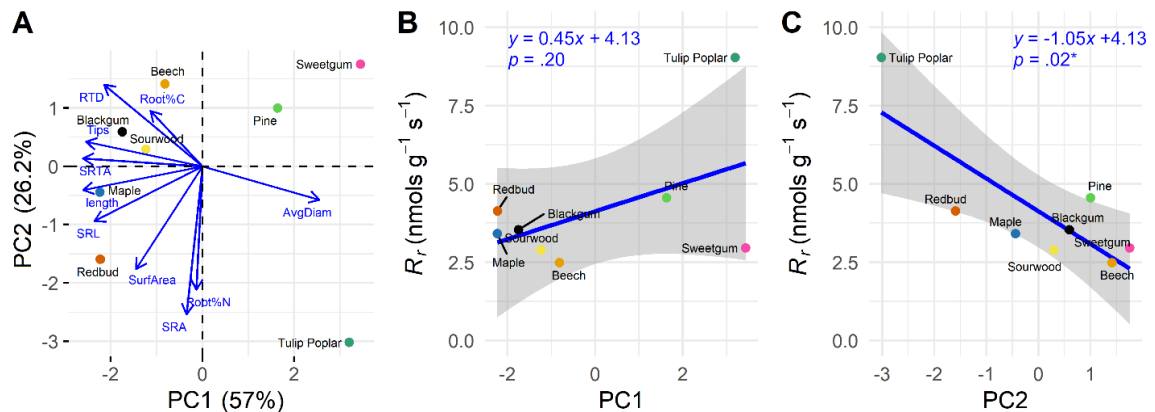 A
Beech
Sweetgum
RTD
Root%C
Blackgum
Pine
Tips
Sourwood
SRTA
Maple
length
AvgDiam
SRL
Redbud
SurfArea
Root%N
SRA
Tulip Poplar
1
0
-1
-2
-3
PC2 (26.2%)
-2
0
2
PC1 (57%)
B
y = 0.45x + 4.13
p = .20
Tulip Poplar
Redbud
Pine
Blackgum
Sourwood
Sweetgum
Maple
Beech
10.0
7.5
5.0
2.5
0.0
Rr (nmols g⁻¹ s⁻¹)
-2
0
2
PC1
C
y = -1.05x +4.13
p = .02*
Tulip Poplar
Pine
Redbud
Blackgum
Maple
Sweetgum
Sourwood
Beech
10.0
7.5
5.0
2.5
0.0
Rr (nmols g⁻¹ s⁻¹)
-3
-2
-1
0
1
PC2